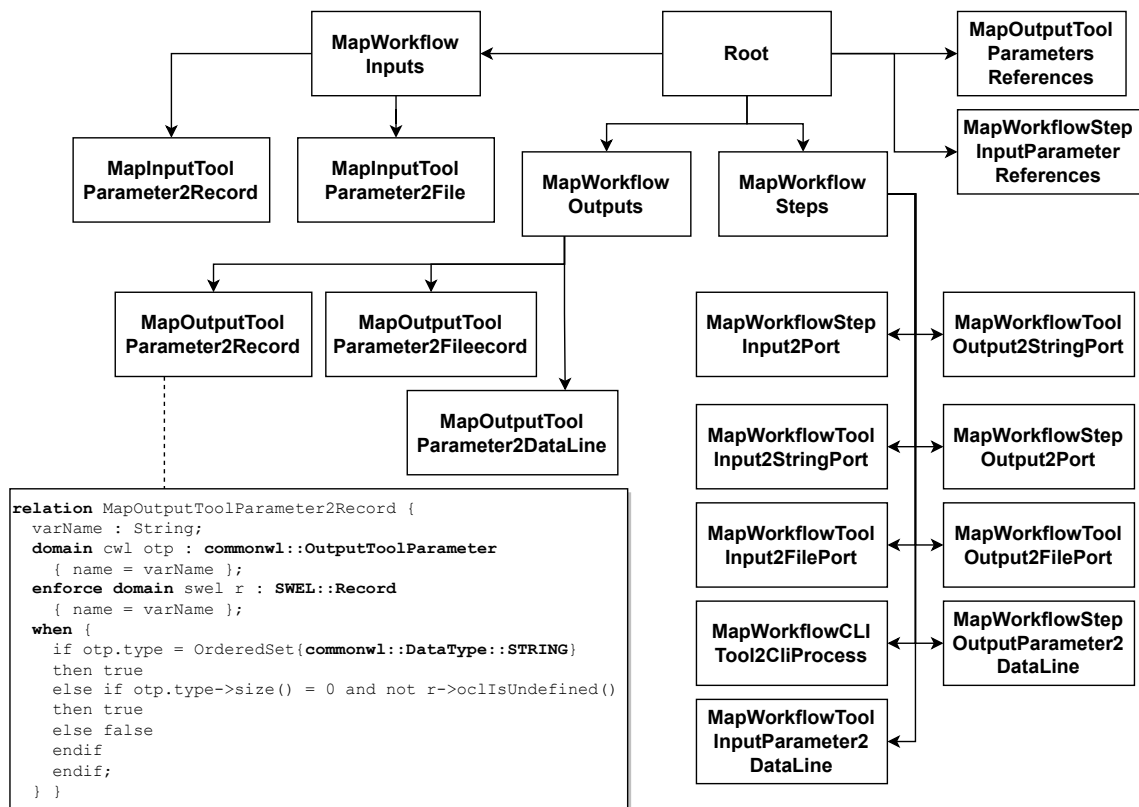 MapWorkflow
Inputs
Root
MapOutputTool
Parameters
References
MapWorkflowStep
InputParameter
References
MapInputTool
Parameter2Record
MapInputTool
Parameter2File
MapWorkflow
Outputs
MapWorkflow
Steps
MapOutputTool
Parameter2Record
MapOutputTool
Parameter2Fileecord
MapOutputTool
Parameter2DataLine
MapWorkflowStep
Input2Port
MapWorkflowTool
Output2StringPort
MapWorkflowTool
Input2StringPort
MapWorkflowStep
Output2Port
MapWorkflowTool
Input2FilePort
MapWorkflowTool
Output2FilePort
MapWorkflowCLI
Tool2CliProcess
MapWorkflowStep
OutputParameter2
DataLine
MapWorkflowTool
InputParameter2
DataLine
relation MapOutputToolParameter2Record {
varName : String;
domain cwl otp : commonwl::OutputToolParameter
{ name = varName };
enforce domain swel r : SWEL::Record
{ name = varName };
when {
if otp.type = OrderedSet{commonwl::DataType::STRING}
then true
else if otp.type->size() = 0 and not r->oclIsUndefined()
then true
else false
endif
endif;
} }